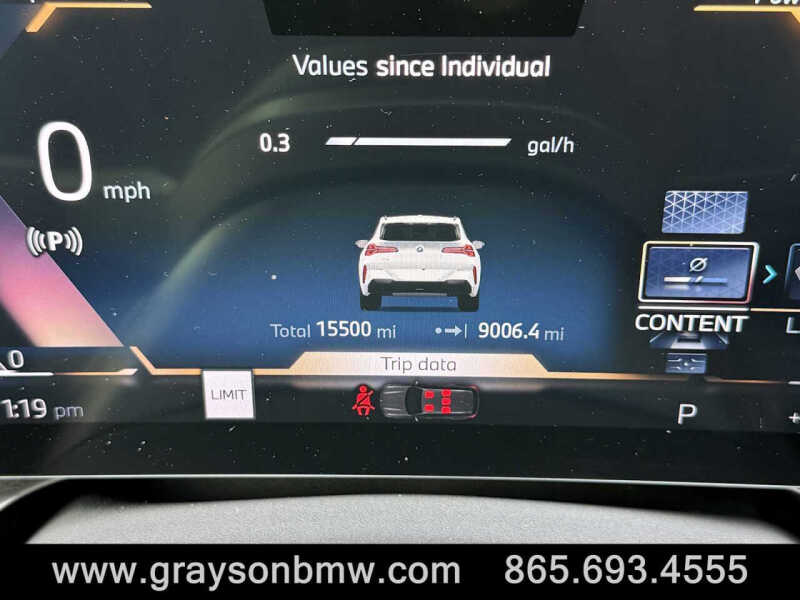 Values since Individual
0.3 gal/h
0 mph
((P))
CONTENT
Total 15500 mi 9006.4 mi
Trip data
0
LIMIT
1:19 pm
P
www.graysonbmw.com 865.693.4555